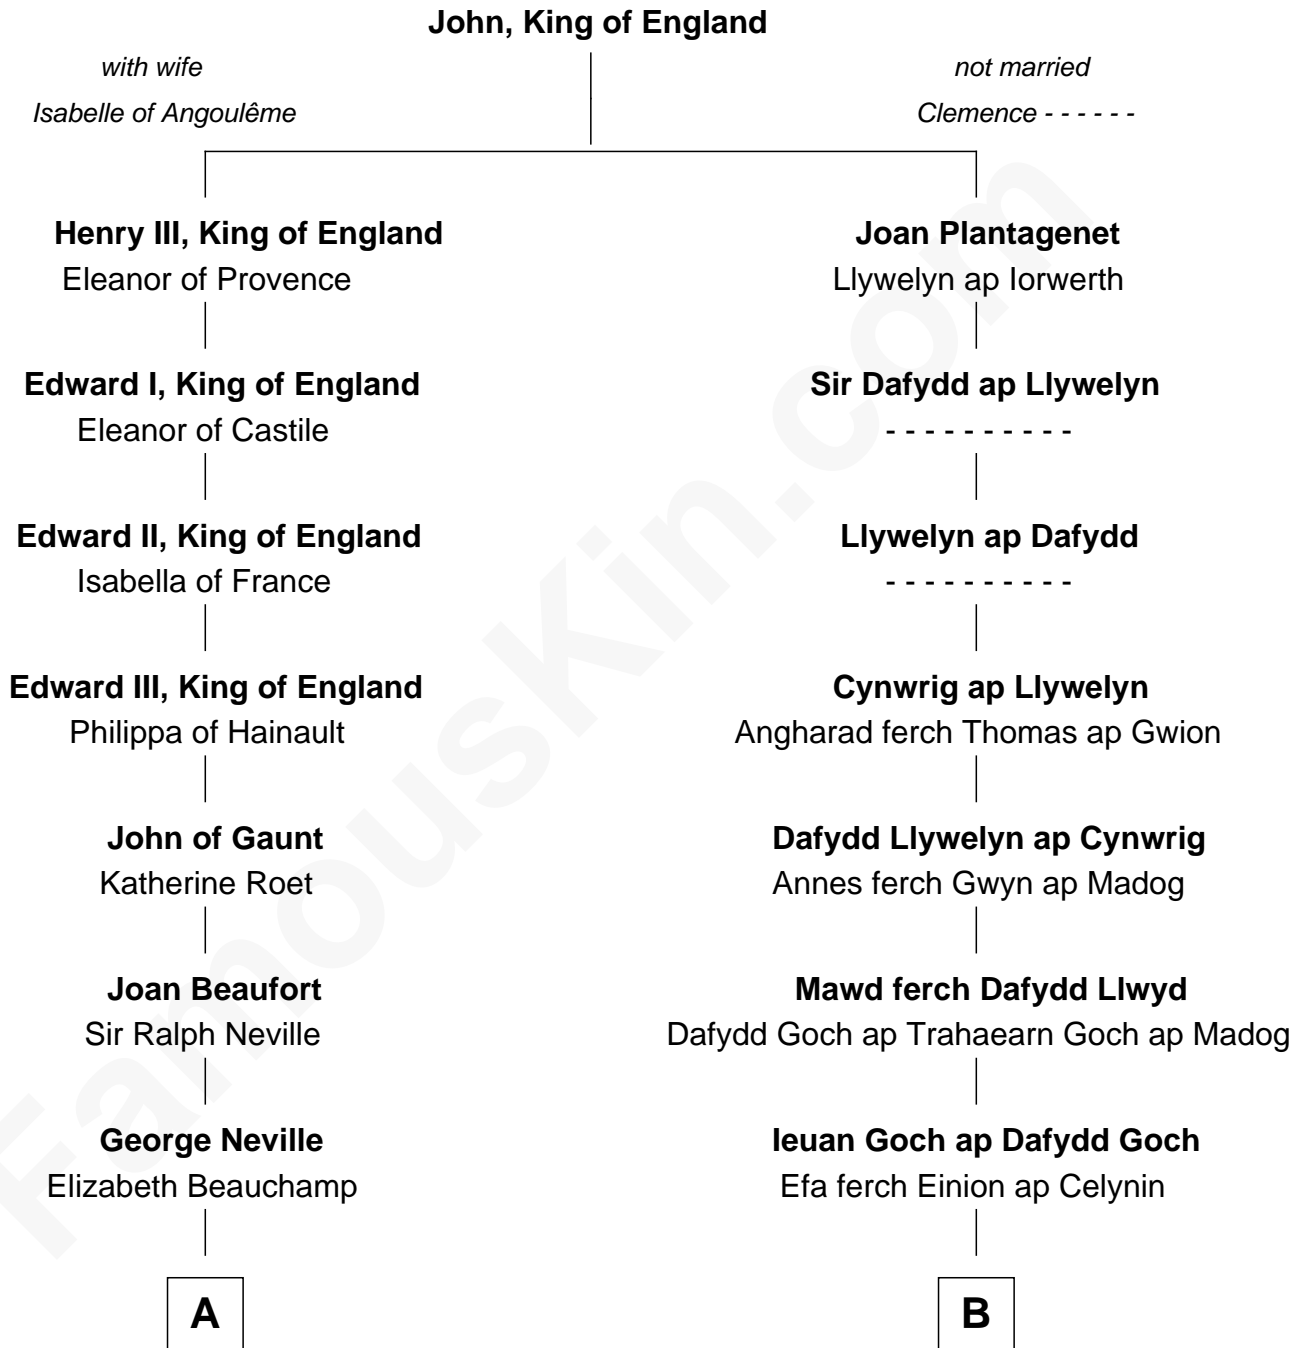 John, King of England
with wife
Isabelle of Angoulême
not married
Clemence - - - - - -
Henry III, King of England
Eleanor of Provence
Joan Plantagenet
Llywelyn ap Iorwerth
Edward I, King of England
Eleanor of Castile
Sir Dafydd ap Llywelyn
- - - - - - - - - -
Edward II, King of England
Isabella of France
Llywelyn ap Dafydd
- - - - - - - - - -
Edward III, King of England
Philippa of Hainault
Cynwrig ap Llywelyn
Angharad ferch Thomas ap Gwion
John of Gaunt
Katherine Roet
Dafydd Llywelyn ap Cynwrig
Annes ferch Gwyn ap Madog
Joan Beaufort
Sir Ralph Neville
Mawd ferch Dafydd Llwyd
Dafydd Goch ap Trahaearn Goch ap Madog
George Neville
Elizabeth Beauchamp
Ieuan Goch ap Dafydd Goch
Efa ferch Einion ap Celynin
A
B
FamousKin.com